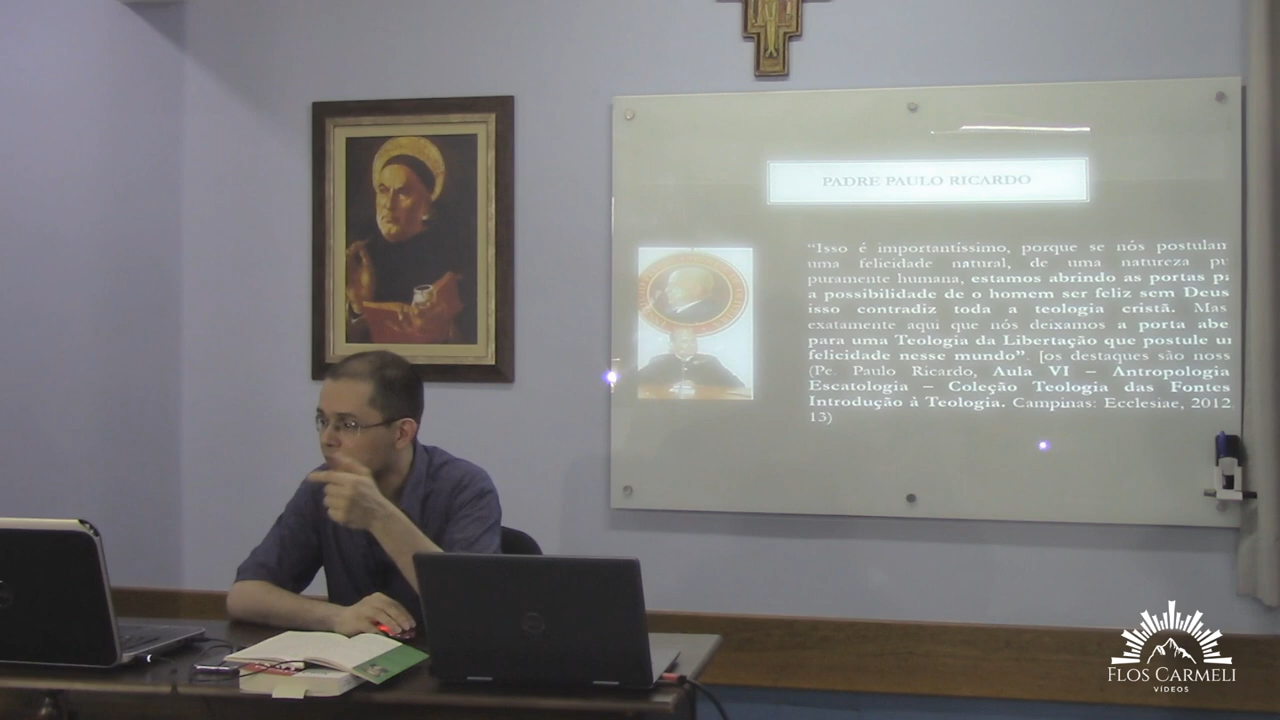 PADRE PAULO RICARDO
“Isso é importantíssimo, porque se nós postulam
uma felicidade natural, de uma natureza pu
puramente humana, estamos abrindo as portas pa
a possibilidade de o homem ser feliz sem Deus
isso contradiz toda a teologia cristã. Mas
exatamente aqui que nós deixamos a porta abe
para uma Teologia da Libertação que postule u
felicidade nesse mundo”. [os destaques são noss
(Pe. Paulo Ricardo, Aula VI – Antropologia
Escatologia – Coleção Teologia das Fontes
Introdução à Teologia. Campinas: Ecclesiae, 2012
13)
FLOS CARMELI
VÍDEOS